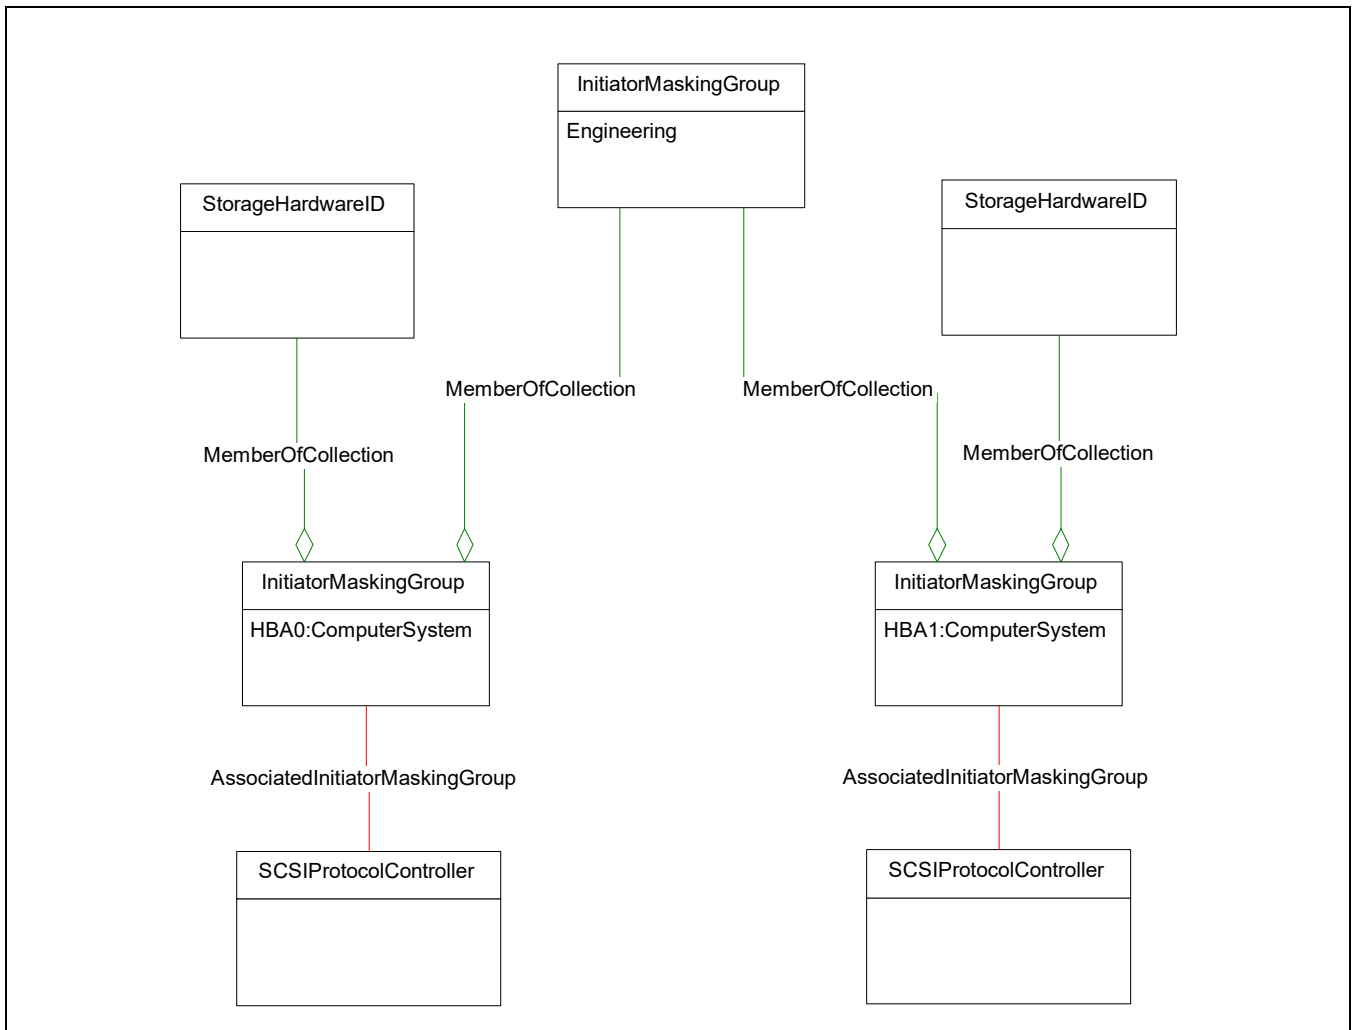 InitiatorMaskingGroup
Engineering
StorageHardwareID
StorageHardwareID
MemberOfCollection
MemberOfCollection
MemberOfCollection
MemberOfCollection
InitiatorMaskingGroup
HBA0:ComputerSystem
InitiatorMaskingGroup
HBA1:ComputerSystem
AssociatedInitiatorMaskingGroup
AssociatedInitiatorMaskingGroup
SCSIProtocolController
SCSIProtocolController